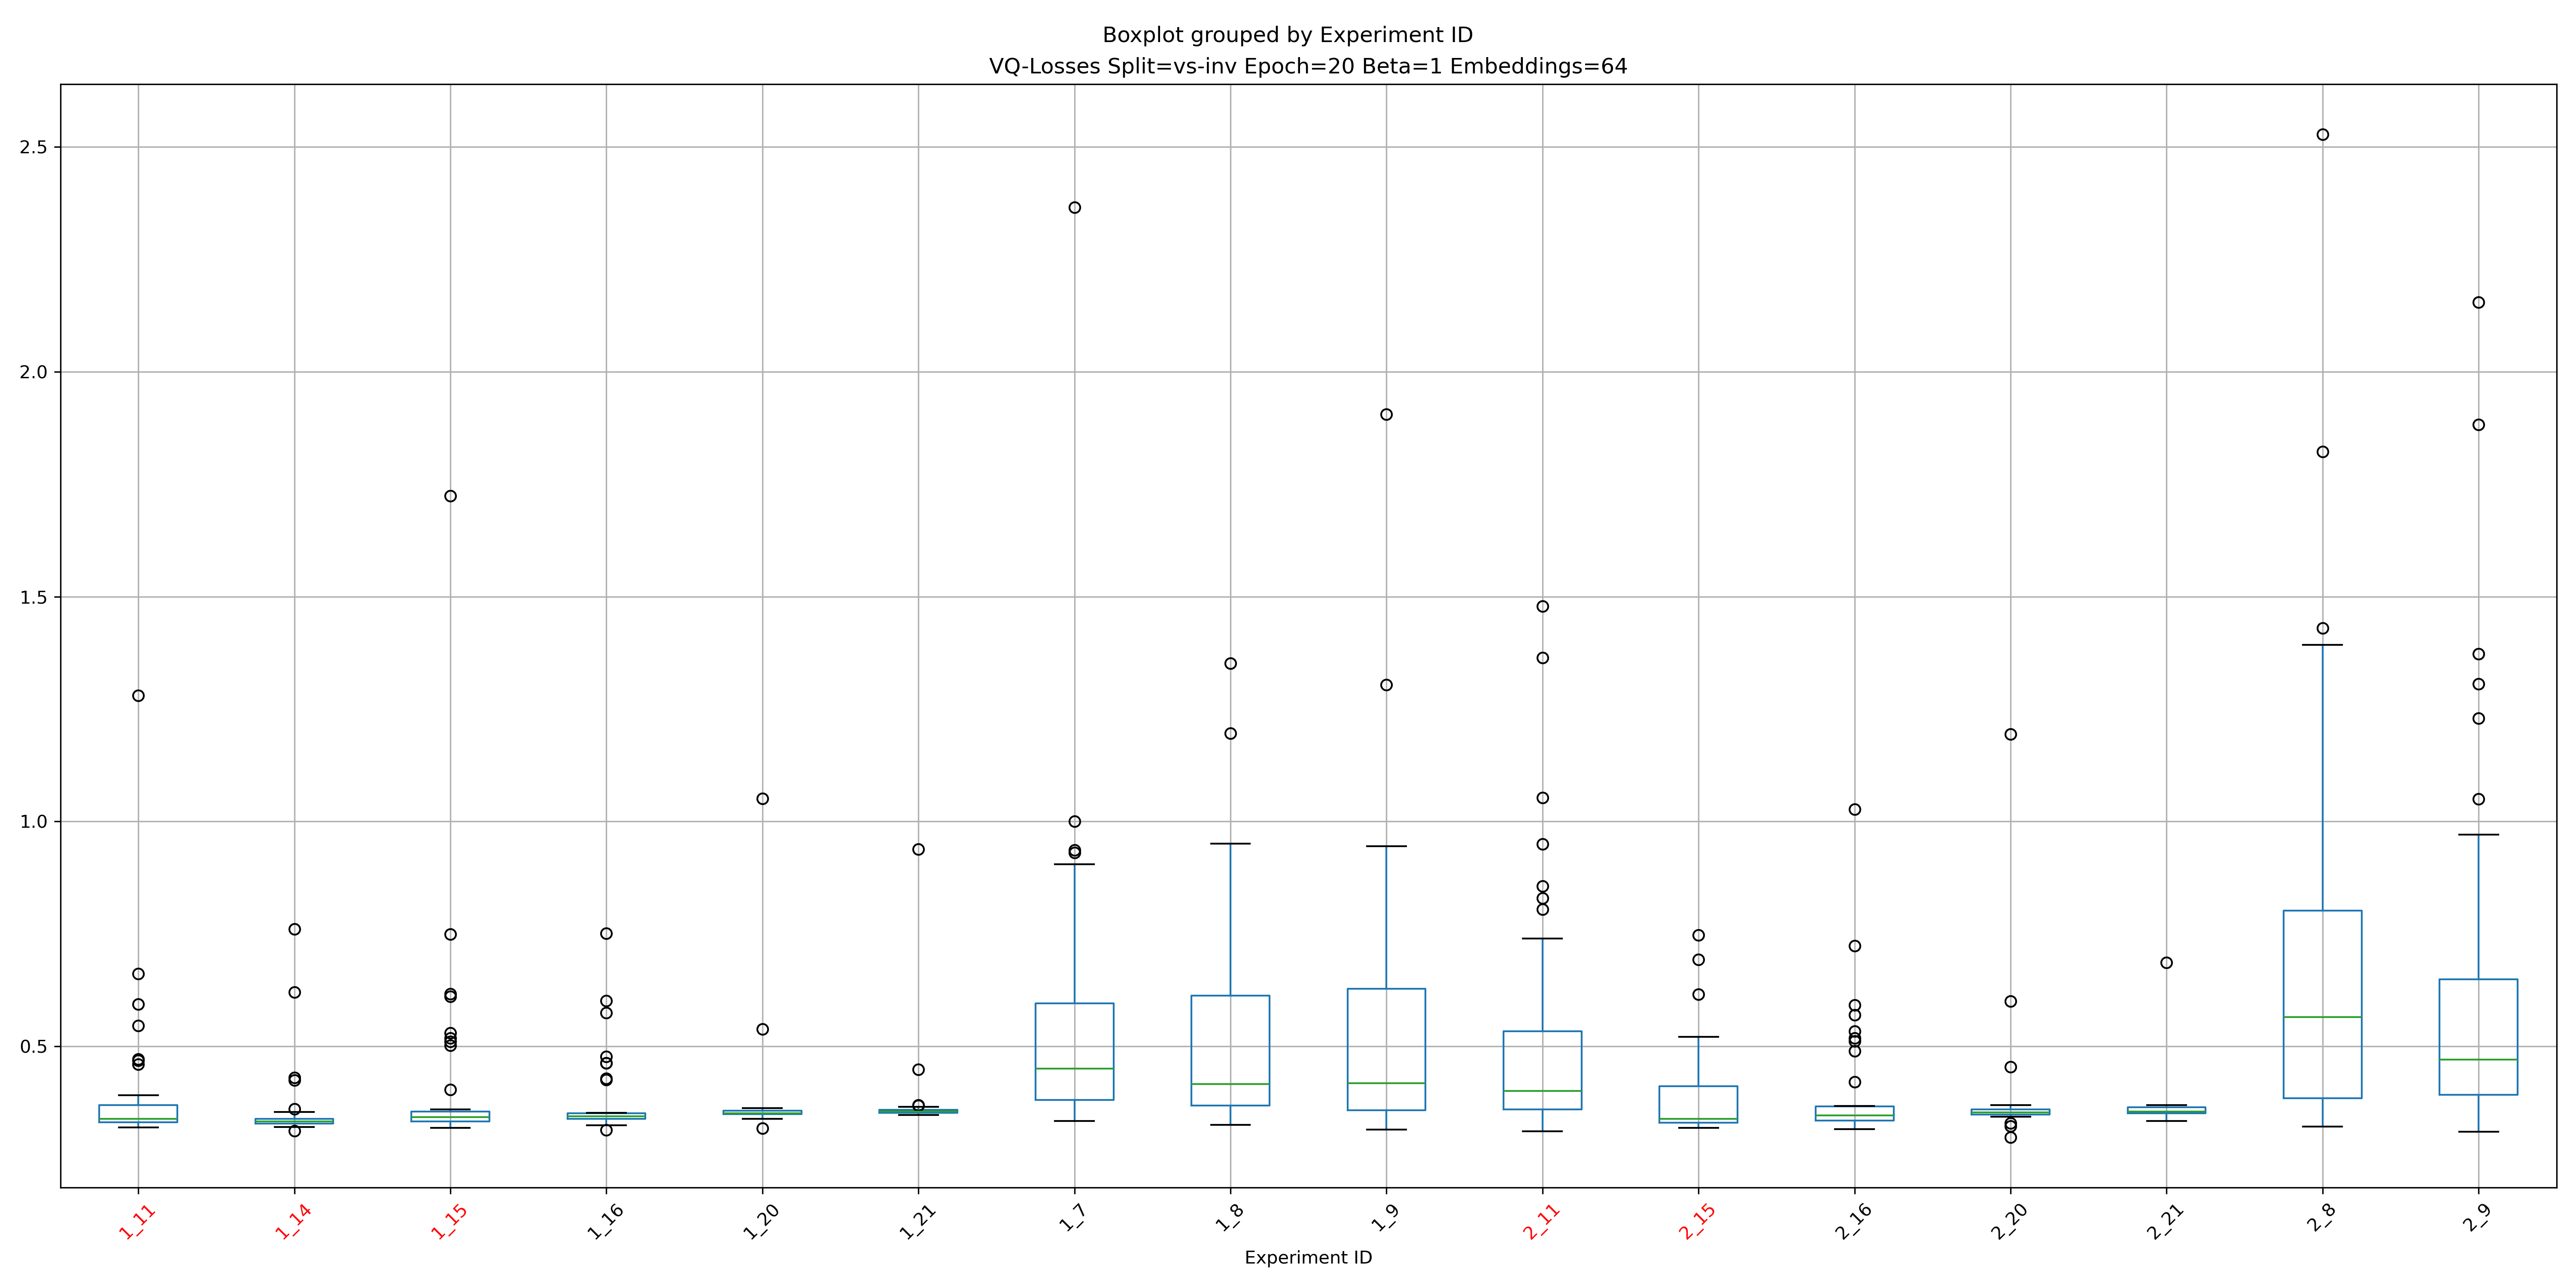 Boxplot grouped by Experiment ID
VQ-Losses Split=vs-inv Epoch=20 Beta=1 Embeddings=64
2.5
2.0
1.5
1.0
0.5
1_11 1_14 1_15 1_16 1_20 1_21 1_7 1_8 1_9 2_11 2_15 2_16 2_20 2_21 2_8 2_9
Experiment ID